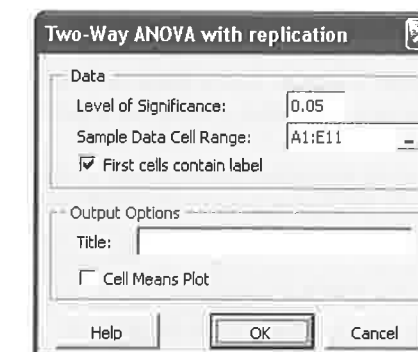 Two-Way ANOVA with replication
Data
Level of Significance: 0.05
Sample Data Cell Range: A1:E11
First cells contain label
Output Options
Title:
Cell Means Plot
Help OK Cancel